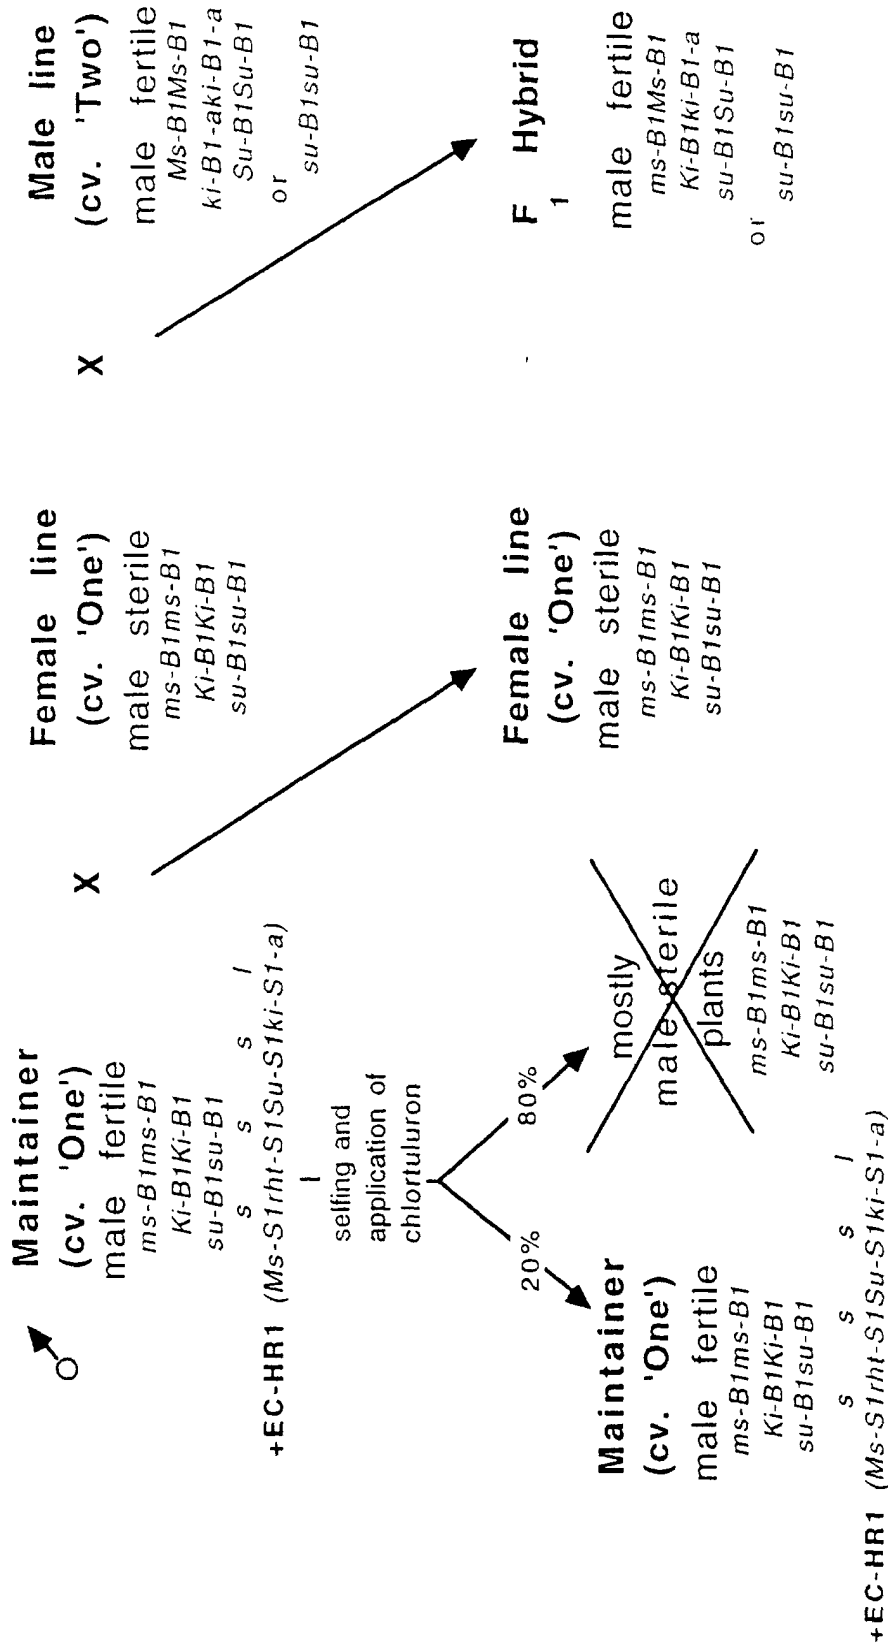 Maintainer
(cv. 'One')
male fertile
ms-B1ms-B1
Ki-B1Ki-B1
su-B1su-B1
s s s l
+EC-HR1 (Ms-S1rht-S1Su-S1ki-S1-a)
X
Female line
(cv. 'One')
male sterile
ms-B1ms-B1
Ki-B1Ki-B1
su-B1su-B1
X
Male line
(cv. 'Two')
male fertile
Ms-B1Ms-B1
ki-B1-aki-B1-a
Su-B1Su-B1
or
su-B1su-B1
selfing and
application of
chlortuluron
20%
80%
Maintainer
(cv. 'One')
male fertile
ms-B1ms-B1
Ki-B1Ki-B1
su-B1su-B1
s s s l
+EC-HR1 (Ms-S1rht-S1Su-S1ki-S1-a)
mostly
male sterile
plants
ms-B1ms-B1
Ki-B1Ki-B1
su-B1su-B1
Female line
(cv. 'One')
male sterile
ms-B1ms-B1
Ki-B1Ki-B1
su-B1su-B1
F1 Hybrid
male fertile
ms-B1Ms-B1
Ki-B1ki-B1-a
su-B1Su-B1
or
su-B1su-B1